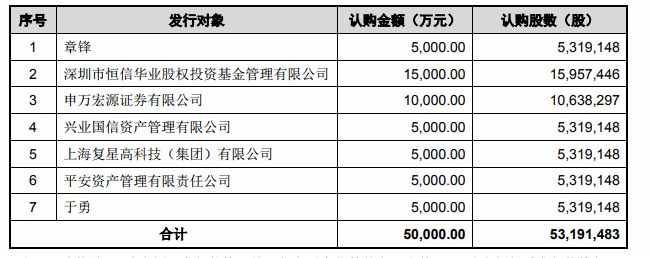 序号 发行对象 认购金额（万元） 认购股数（股）
1 章锋 5,000.00 5,319,148
2 深圳市恒信华业股权投资基金管理有限公司 15,000.00 15,957,446
3 申万宏源证券有限公司 10,000.00 10,638,297
4 兴业国信资产管理有限公司 5,000.00 5,319,148
5 上海复星高科技（集团）有限公司 5,000.00 5,319,148
6 平安资产管理有限责任公司 5,000.00 5,319,148
7 于勇 5,000.00 5,319,148
合计 50,000.00 53,191,483